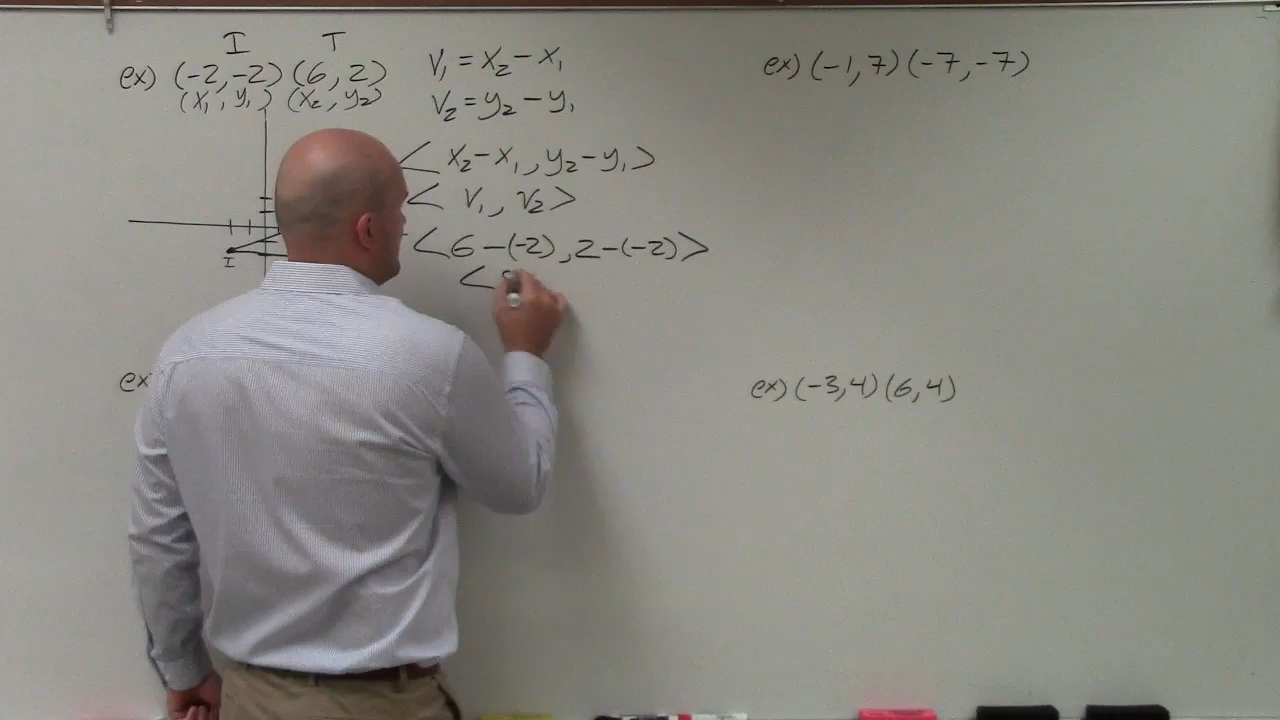 I T
ex) (-2,-2) (6,2)
(x₁, y₁) (x₂, y₂)
V₁ = x₂ - x₁
V₂ = y₂ - y₁
< x₂ - x₁, y₂ - y₁ >
< V₁, V₂ >
< 6 - (-2), 2 - (-2) >
<
I
ex)
ex) (-1,7) (-7,-7)
ex) (-3,4) (6,4)